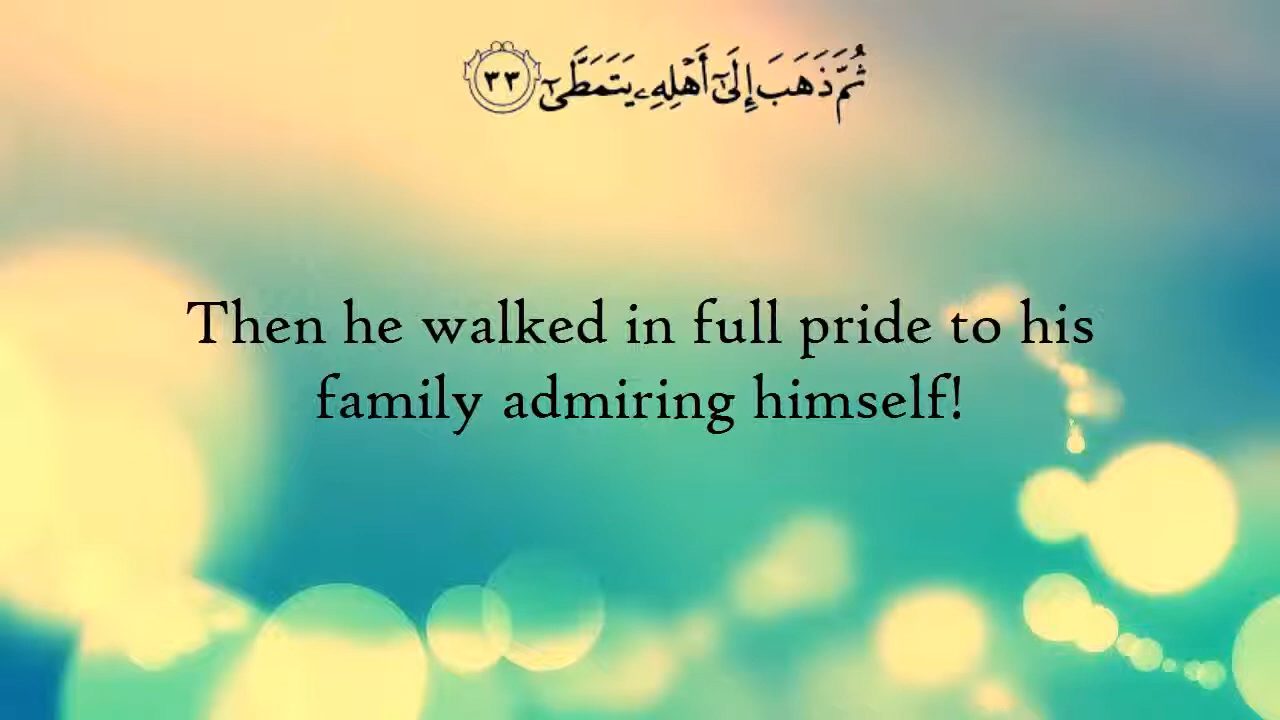 ثُمَّ ذَهَبَ إِلَىٰٓ أَهْلِهِۦ يَتَمَطَّىٰٓ ٣٣
Then he walked in full pride to his
family admiring himself!